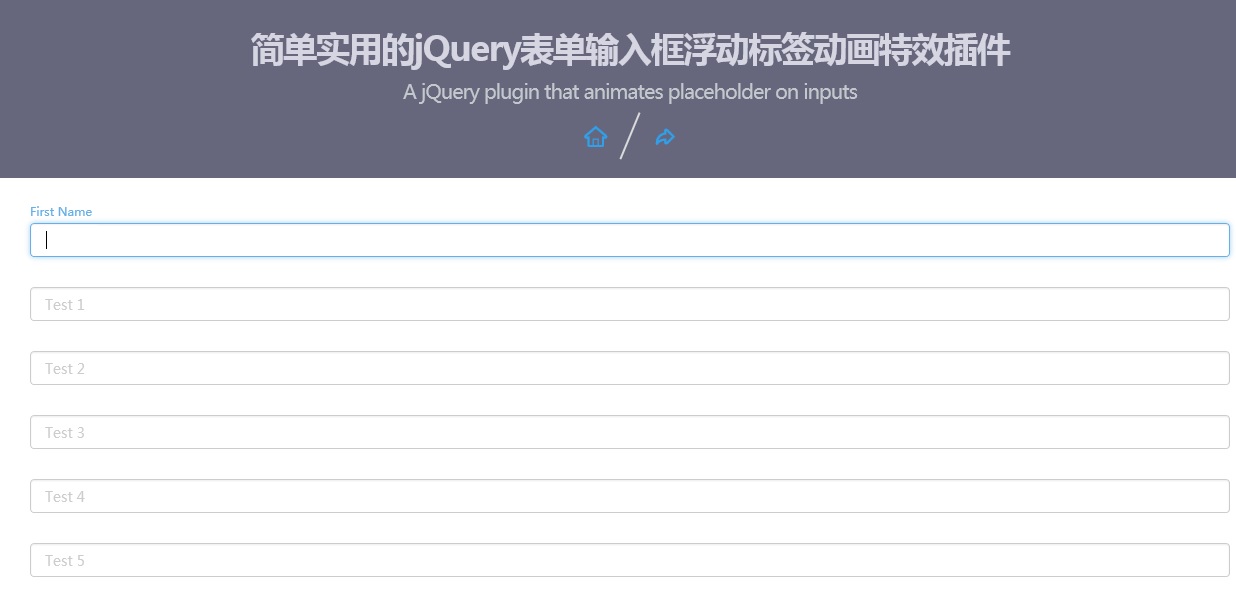 简单实用的jQuery表单输入框浮动标签动画特效插件
A jQuery plugin that animates placeholder on inputs
First Name
Test 1
Test 2
Test 3
Test 4
Test 5